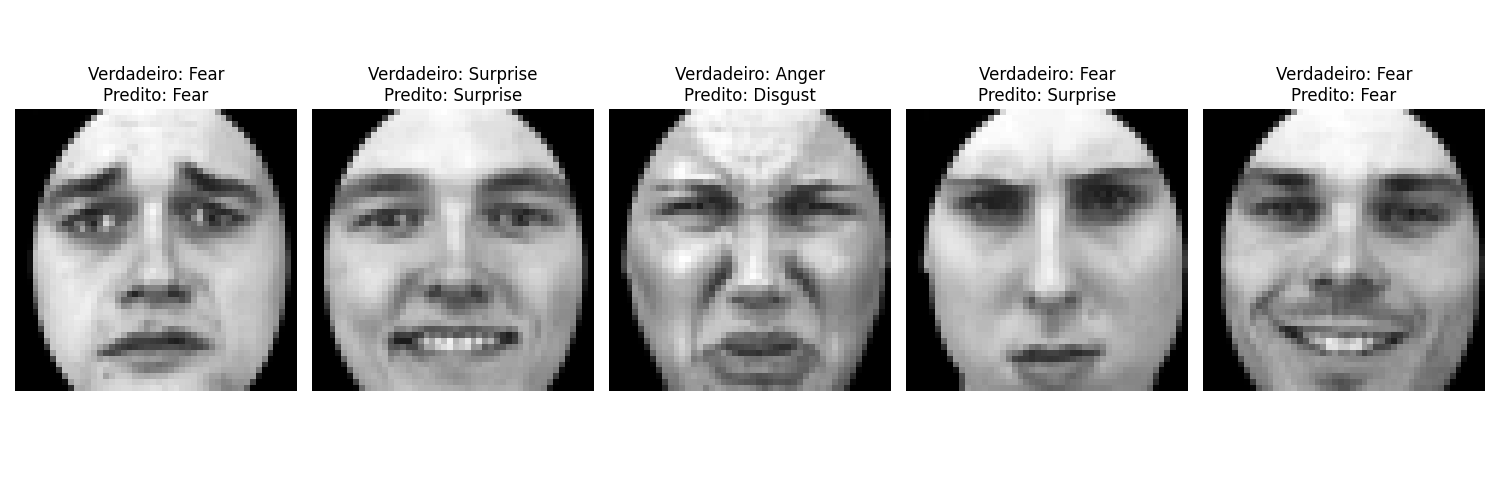 Verdadeiro: Fear
Predito: Fear
Verdadeiro: Surprise
Predito: Surprise
Verdadeiro: Anger
Predito: Disgust
Verdadeiro: Fear
Predito: Surprise
Verdadeiro: Fear
Predito: Fear